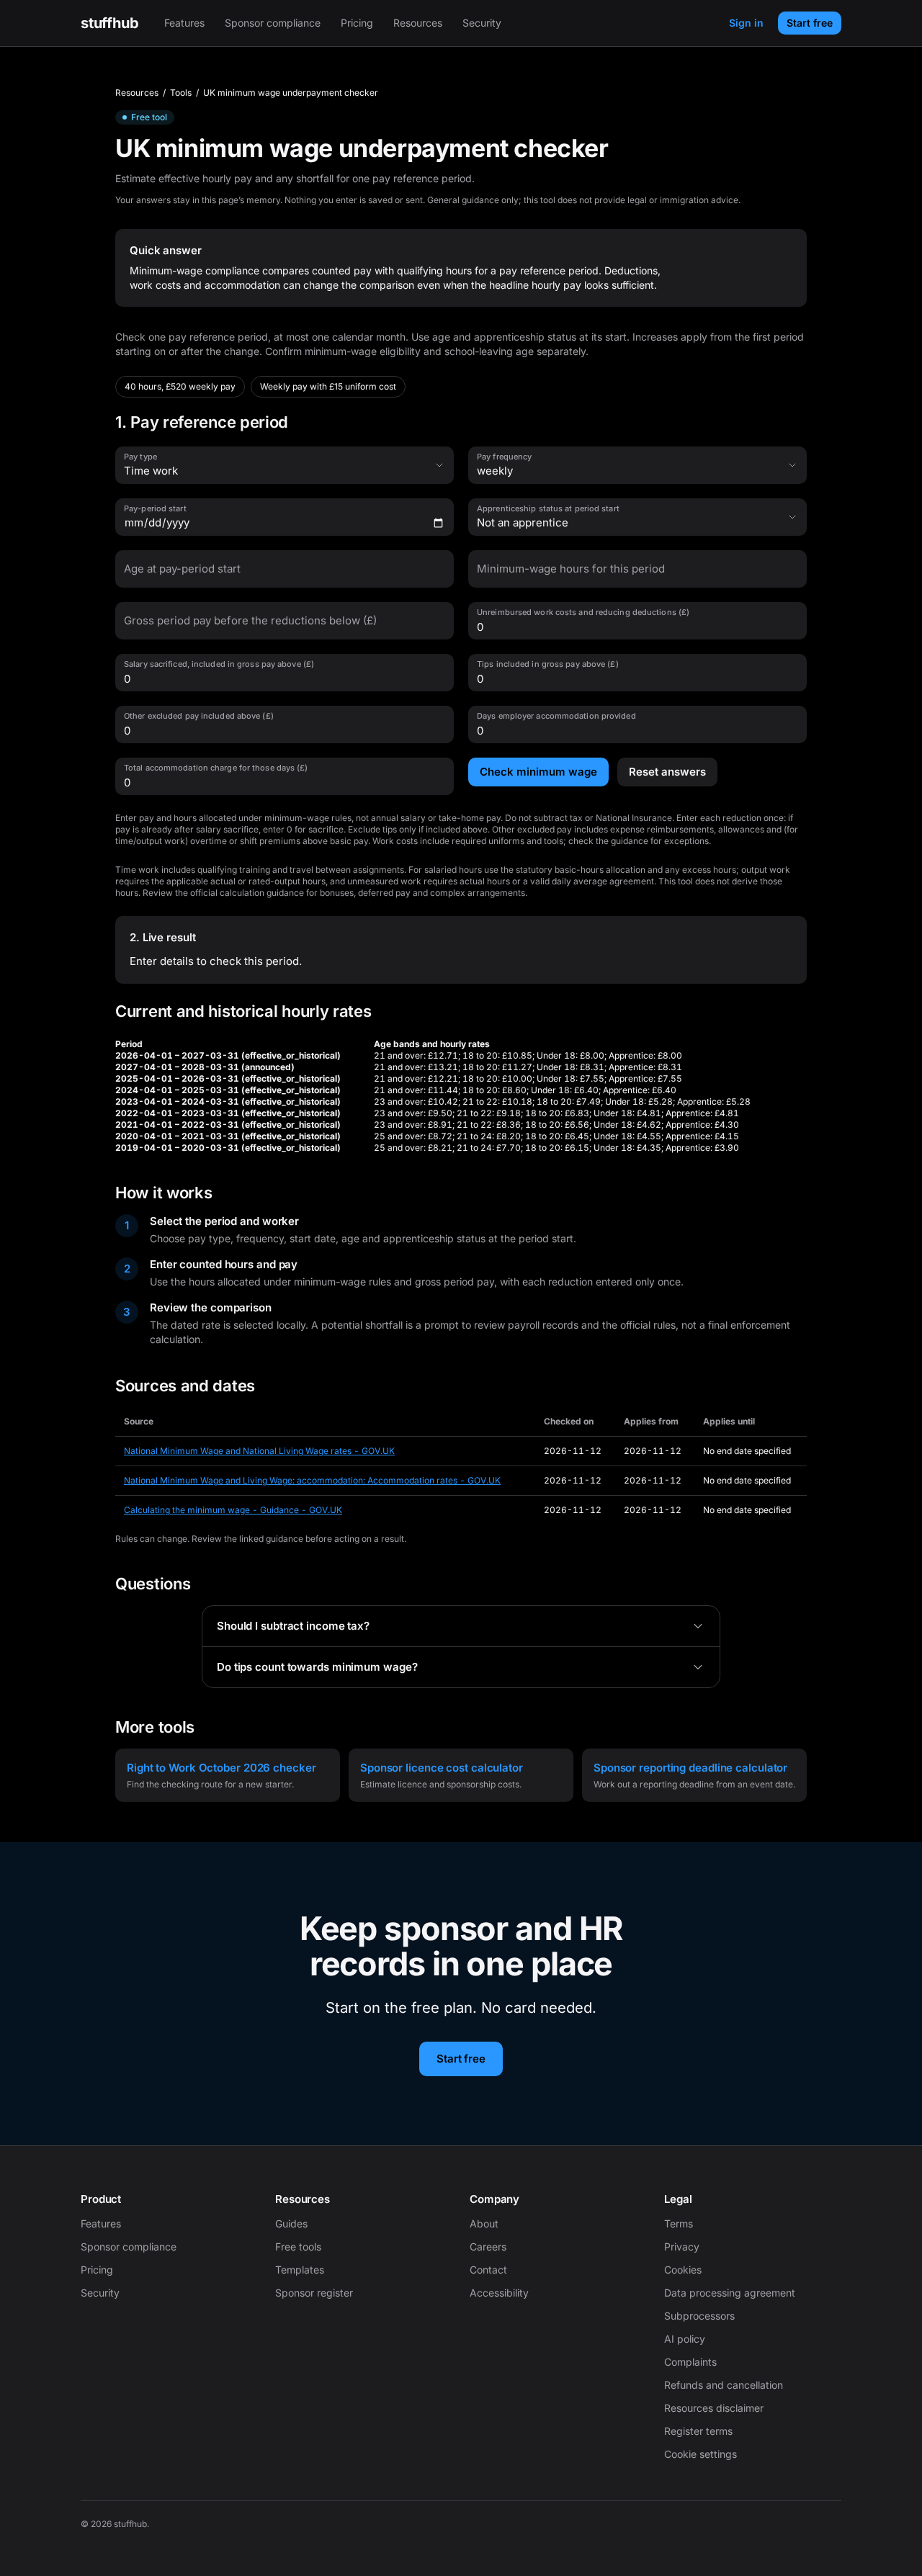 stuffhub Features Sponsor compliance Pricing Resources Security Sign in Start free
Resources / Tools / UK minimum wage underpayment checker
Free tool
UK minimum wage underpayment checker
Estimate effective hourly pay and any shortfall for one pay reference period.
Your answers stay in this page's memory. Nothing you enter is saved or sent. General guidance only; this tool does not provide legal or immigration advice.
Quick answer
Minimum-wage compliance compares counted pay with qualifying hours for a pay reference period. Deductions,
work costs and accommodation can change the comparison even when the headline hourly pay looks sufficient.
Check one pay reference period, at most one calendar month. Use age and apprenticeship status at its start. Increases apply from the first period
starting on or after the change. Confirm minimum-wage eligibility and school-leaving age separately.
40 hours, £520 weekly pay Weekly pay with £15 uniform cost
1. Pay reference period
Pay type
Time work
Pay frequency
weekly
Pay-period start
mm/dd/yyyy
Apprenticeship status at period start
Not an apprentice
Age at pay-period start
Minimum-wage hours for this period
Gross period pay before the reductions below (£)
Unreimbursed work costs and reducing deductions (£)
0
Salary sacrificed, included in gross pay above (£)
0
Tips included in gross pay above (£)
0
Other excluded pay included above (£)
0
Days employer accommodation provided
0
Total accommodation charge for those days (£)
0
Check minimum wage Reset answers
Enter pay and hours allocated under minimum-wage rules, not annual salary or take-home pay. Do not subtract tax or National Insurance. Enter each reduction once: if
pay is already after salary sacrifice, enter 0 for sacrifice. Exclude tips only if included above. Other excluded pay includes expense reimbursements, allowances and (for
time/output work) overtime or shift premiums above basic pay. Work costs include required uniforms and tools; check the guidance for exceptions.
Time work includes qualifying training and travel between assignments. For salaried hours use the statutory basic-hours allocation and any excess hours; output work
requires the applicable actual or rated-output hours, and unmeasured work requires actual hours or a valid daily average agreement. This tool does not derive those
hours. Review the official calculation guidance for bonuses, deferred pay and complex arrangements.
2. Live result
Enter details to check this period.
Current and historical hourly rates
Period Age bands and hourly rates
2026-04-01 – 2027-03-31 (effective_or_historical) 21 and over: £12.71; 18 to 20: £10.85; Under 18: £8.00; Apprentice: £8.00
2027-04-01 – 2028-03-31 (announced) 21 and over: £13.21; 18 to 20: £11.27; Under 18: £8.31; Apprentice: £8.31
2025-04-01 – 2026-03-31 (effective_or_historical) 21 and over: £12.21; 18 to 20: £10.00; Under 18: £7.55; Apprentice: £7.55
2024-04-01 – 2025-03-31 (effective_or_historical) 21 and over: £11.44; 18 to 20: £8.60; Under 18: £6.40; Apprentice: £6.40
2023-04-01 – 2024-03-31 (effective_or_historical) 23 and over: £10.42; 21 to 22: £10.18; 18 to 20: £7.49; Under 18: £5.28; Apprentice: £5.28
2022-04-01 – 2023-03-31 (effective_or_historical) 23 and over: £9.50; 21 to 22: £9.18; 18 to 20: £6.83; Under 18: £4.81; Apprentice: £4.81
2021-04-01 – 2022-03-31 (effective_or_historical) 23 and over: £8.91; 21 to 22: £8.36; 18 to 20: £6.56; Under 18: £4.62; Apprentice: £4.30
2020-04-01 – 2021-03-31 (effective_or_historical) 25 and over: £8.72; 21 to 24: £8.20; 18 to 20: £6.45; Under 18: £4.55; Apprentice: £4.15
2019-04-01 – 2020-03-31 (effective_or_historical) 25 and over: £8.21; 21 to 24: £7.70; 18 to 20: £6.15; Under 18: £4.35; Apprentice: £3.90
How it works
1 Select the period and worker
Choose pay type, frequency, start date, age and apprenticeship status at the period start.
2 Enter counted hours and pay
Use the hours allocated under minimum-wage rules and gross period pay, with each reduction entered only once.
3 Review the comparison
The dated rate is selected locally. A potential shortfall is a prompt to review payroll records and the official rules, not a final enforcement
calculation.
Sources and dates
Source Checked on Applies from Applies until
National Minimum Wage and National Living Wage rates - GOV.UK 2026-11-12 2026-11-12 No end date specified
National Minimum Wage and Living Wage: accommodation: Accommodation rates - GOV.UK 2026-11-12 2026-11-12 No end date specified
Calculating the minimum wage - Guidance - GOV.UK 2026-11-12 2026-11-12 No end date specified
Rules can change. Review the linked guidance before acting on a result.
Questions
Should I subtract income tax?
Do tips count towards minimum wage?
More tools
Right to Work October 2026 checker
Find the checking route for a new starter.
Sponsor licence cost calculator
Estimate licence and sponsorship costs.
Sponsor reporting deadline calculator
Work out a reporting deadline from an event date.
Keep sponsor and HR
records in one place
Start on the free plan. No card needed.
Start free
Product
Features
Sponsor compliance
Pricing
Security
Resources
Guides
Free tools
Templates
Sponsor register
Company
About
Careers
Contact
Accessibility
Legal
Terms
Privacy
Cookies
Data processing agreement
Subprocessors
AI policy
Complaints
Refunds and cancellation
Resources disclaimer
Register terms
Cookie settings
© 2026 stuffhub.